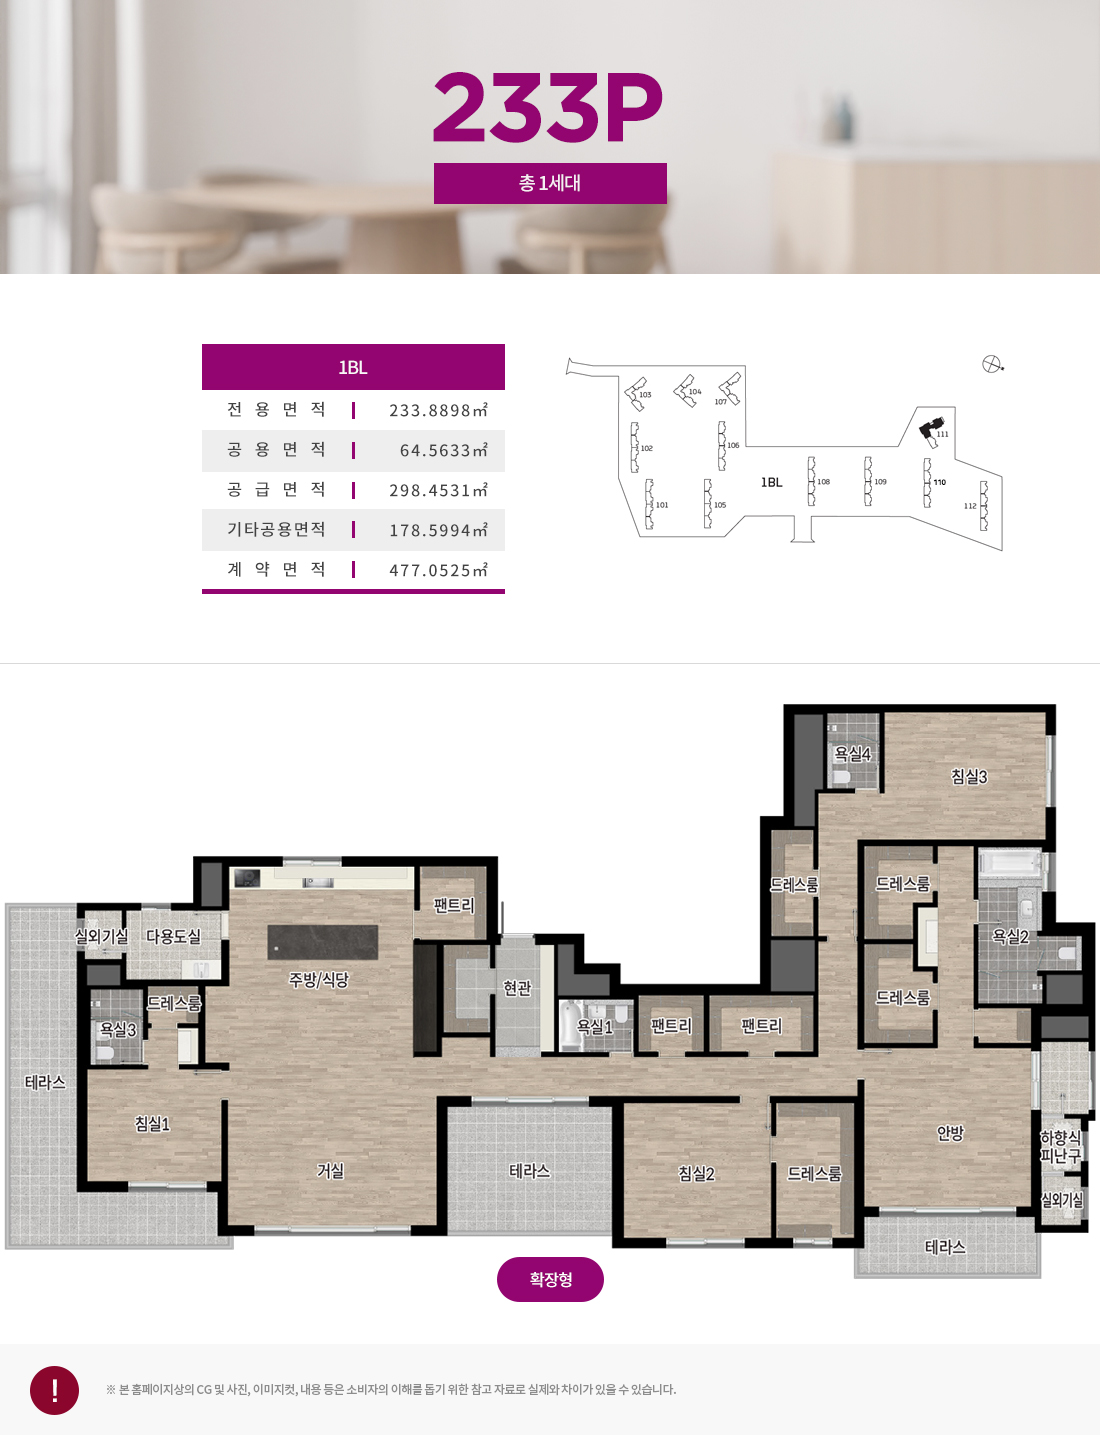 233P
총 1세대
1BL
전용면적 233.8898㎡
공용면적 64.5633㎡
공급면적 298.4531㎡
기타공용면적 178.5994㎡
계약면적 477.0525㎡
103
104
107
102
106
111
1BL
108
109
110
101
105
112
욕실4
침실3
드레스룸
드레스룸
팬트리
실외기실
다용도실
욕실2
주방/식당
현관
드레스룸
드레스룸
욕실3
욕실1
팬트리
팬트리
테라스
침실1
안방
하향식
피난구
거실
테라스
침실2
드레스룸
실외기실
테라스
확장형
!
※ 본 홈페이지상의 CG 및 사진, 이미지컷, 내용 등은 소비자의 이해를 돕기 위한 참고 자료로 실제와 차이가 있을 수 있습니다.